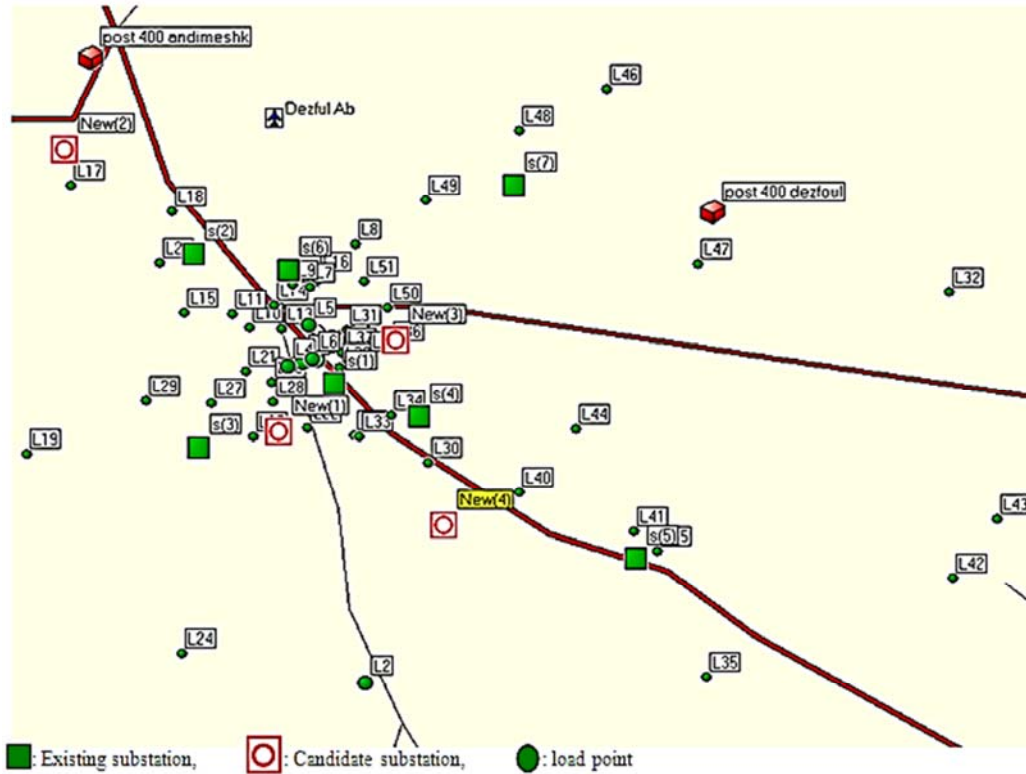 post 400 andimeshk
L46
Dezful Ab
New(2)
L48
s(7)
L17
L49
post 400 dezfoul
L18
s(2)
L8
s(6)
L47
L9
L7
L51
L32
L15
L11
L5
L50
L31
New(3)
L6
L21
s(1)
L29
L27
L28
New(1)
L34
s(4)
L33
L44
s(3)
L19
L30
L40
New(4)
L43
L41
s(5)
L42
L24
L2
L35
: Existing substation,
: Candidate substation,
: load point